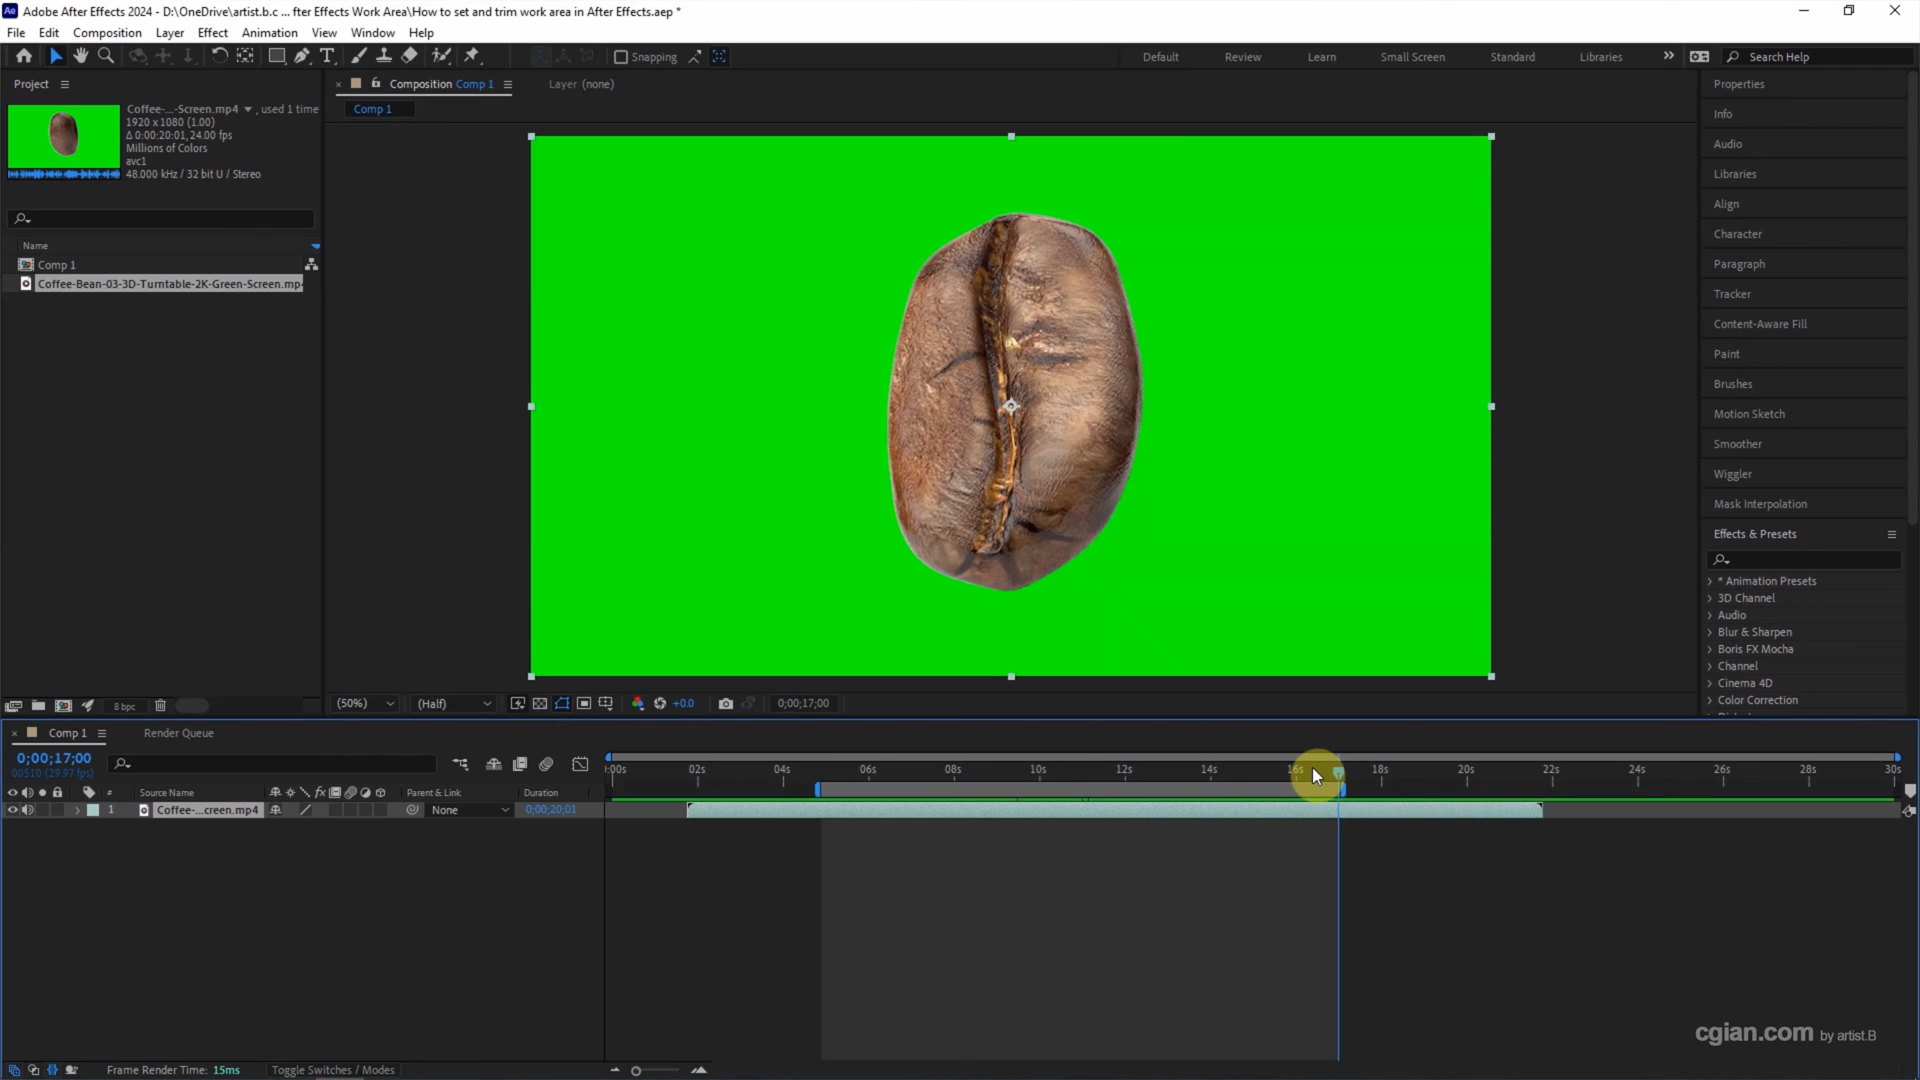 Adobe After Effects 2024 - D:\OneDrive\artist.b.c ... fter Effects Work Area\How to set and trim work area in After Effects.aep *
File Edit Composition Layer Effect Animation View Window Help
Snapping
Default Review Learn Small Screen Standard Libraries
Search Help
Project
Coffee-...-Screen.mp4 , used 1 time
1920 x 1080 (1.00)
Δ 0:00:20:01, 24.00 fps
Millions of Colors
avc1
48.000 kHz / 32 bit U / Stereo
Name
Comp 1
Coffee-Bean-03-3D-Turntable-2K-Green-Screen.mp
8 bpc
Composition Comp 1
Layer (none)
Comp 1
(50%) (Half) +0.0 0;00;17;00
Properties
Info
Audio
Libraries
Align
Character
Paragraph
Tracker
Content-Aware Fill
Paint
Brushes
Motion Sketch
Smoother
Wiggler
Mask Interpolation
Effects & Presets
* Animation Presets
3D Channel
Audio
Blur & Sharpen
Boris FX Mocha
Channel
Cinema 4D
Color Correction
Comp 1 Render Queue
0;00;17;00
00510 (29.97 fps)
:00s 02s 04s 06s 08s 10s 12s 14s 16s 18s 20s 22s 24s 26s 28s 30s
# Source Name fx Parent & Link Duration
1 Coffee-...creen.mp4 None 0;00;20;01
Frame Render Time: 15ms Toggle Switches / Modes
cgian.com by artist.B